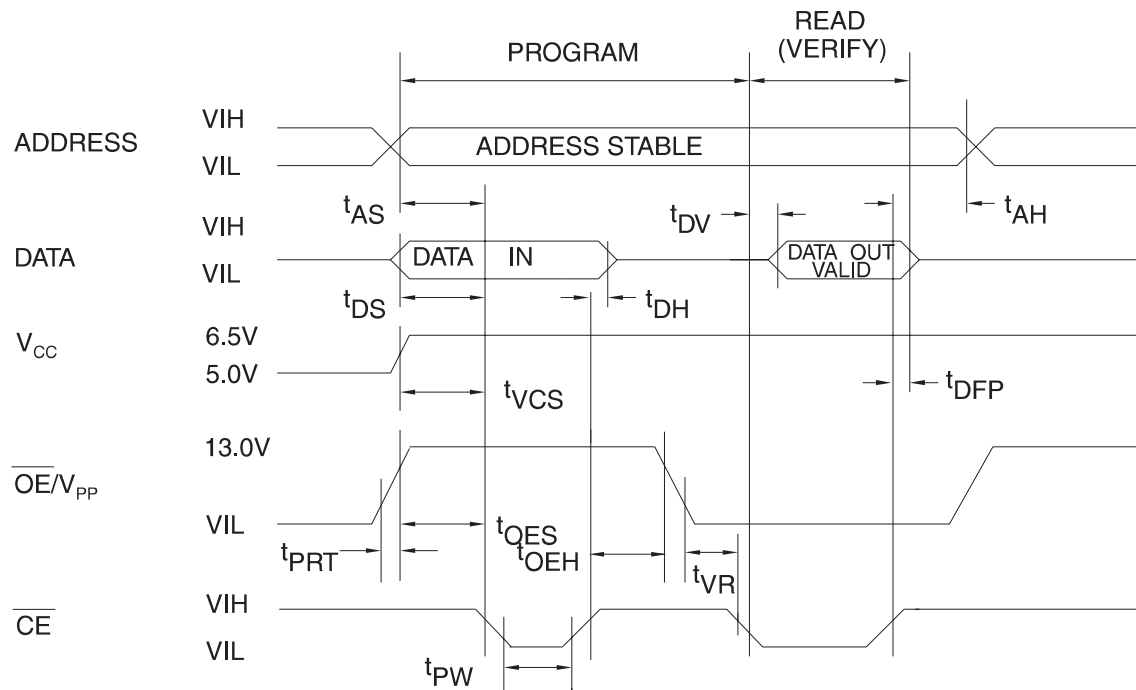 READ
(VERIFY)
PROGRAM
ADDRESS
VIH
VIL
ADDRESS STABLE
tAS
tDV
tAH
DATA
VIH
VIL
DATA IN
DATA OUT
VALID
tDS
tDH
VCC
6.5V
5.0V
tVCS
tDFP
OE/VPP
13.0V
VIL
tPRT
tOES
tOEH
tVR
CE
VIH
VIL
tPW